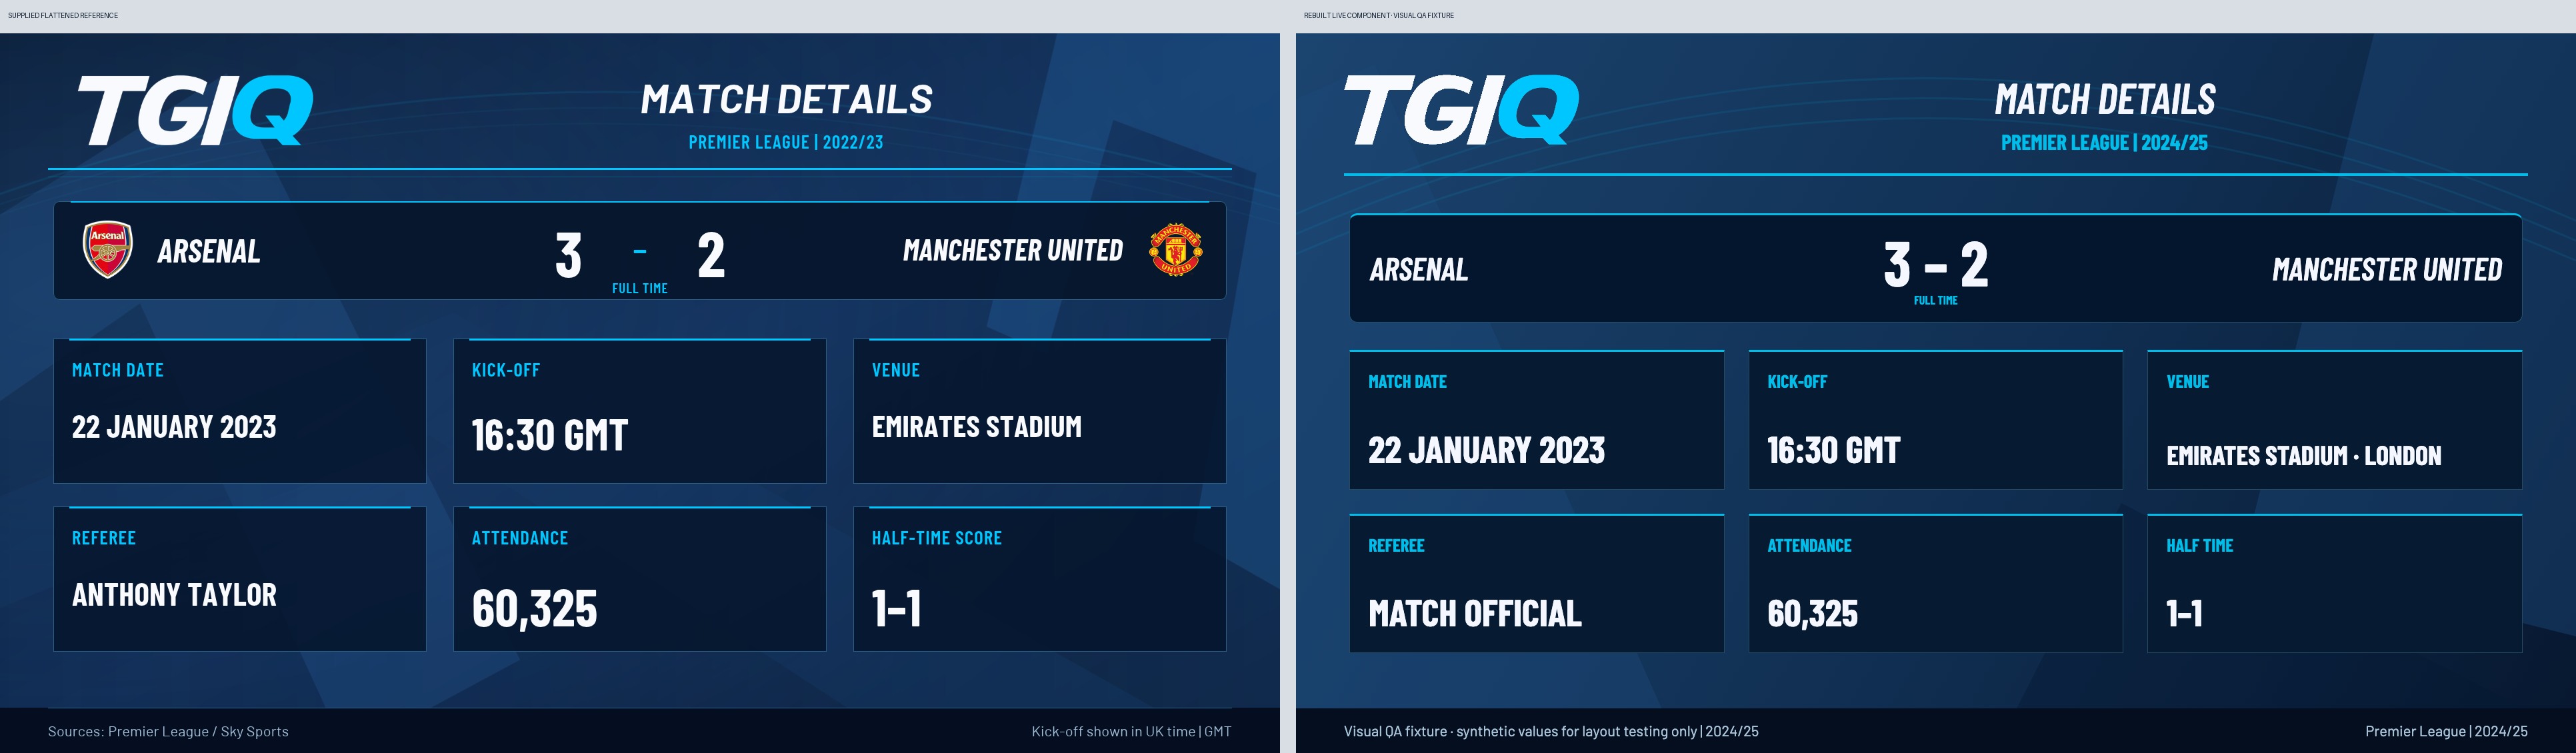 SUPPLIED FLATTENED REFERENCE
TGIQ
MATCH DETAILS
PREMIER LEAGUE | 2022/23
Arsenal
ARSENAL
3 - 2
FULL TIME
MANCHESTER UNITED
MANCHESTER
UNITED
MATCH DATE
22 JANUARY 2023
KICK-OFF
16:30 GMT
VENUE
EMIRATES STADIUM
REFEREE
ANTHONY TAYLOR
ATTENDANCE
60,325
HALF-TIME SCORE
1–1
Sources: Premier League / Sky Sports
Kick-off shown in UK time | GMT
REBUILT LIVE COMPONENT · VISUAL QA FIXTURE
TGIQ
MATCH DETAILS
PREMIER LEAGUE | 2024/25
ARSENAL
3 – 2
FULL TIME
MANCHESTER UNITED
MATCH DATE
22 JANUARY 2023
KICK-OFF
16:30 GMT
VENUE
EMIRATES STADIUM · LONDON
REFEREE
MATCH OFFICIAL
ATTENDANCE
60,325
HALF TIME
1–1
Visual QA fixture · synthetic values for layout testing only | 2024/25
Premier League | 2024/25